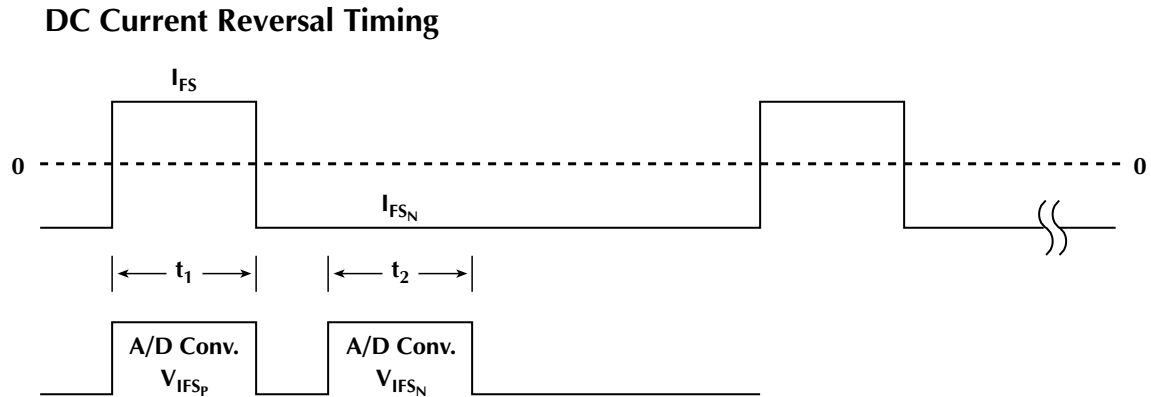 DC Current Reversal Timing
I_FS
0 0
I_FS_N
t_1 t_2
A/D Conv. A/D Conv.
V_IFS_P V_IFS_N